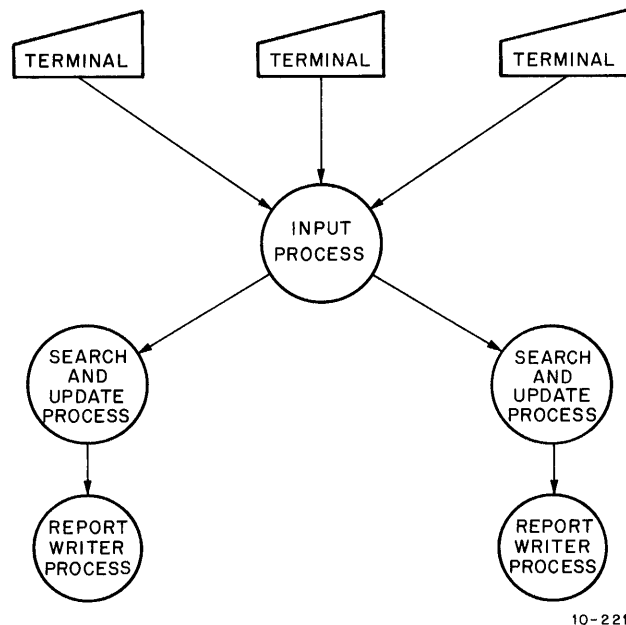 TERMINAL
TERMINAL
TERMINAL
INPUT
PROCESS
SEARCH
AND
UPDATE
PROCESS
SEARCH
AND
UPDATE
PROCESS
REPORT
WRITER
PROCESS
REPORT
WRITER
PROCESS
10-221